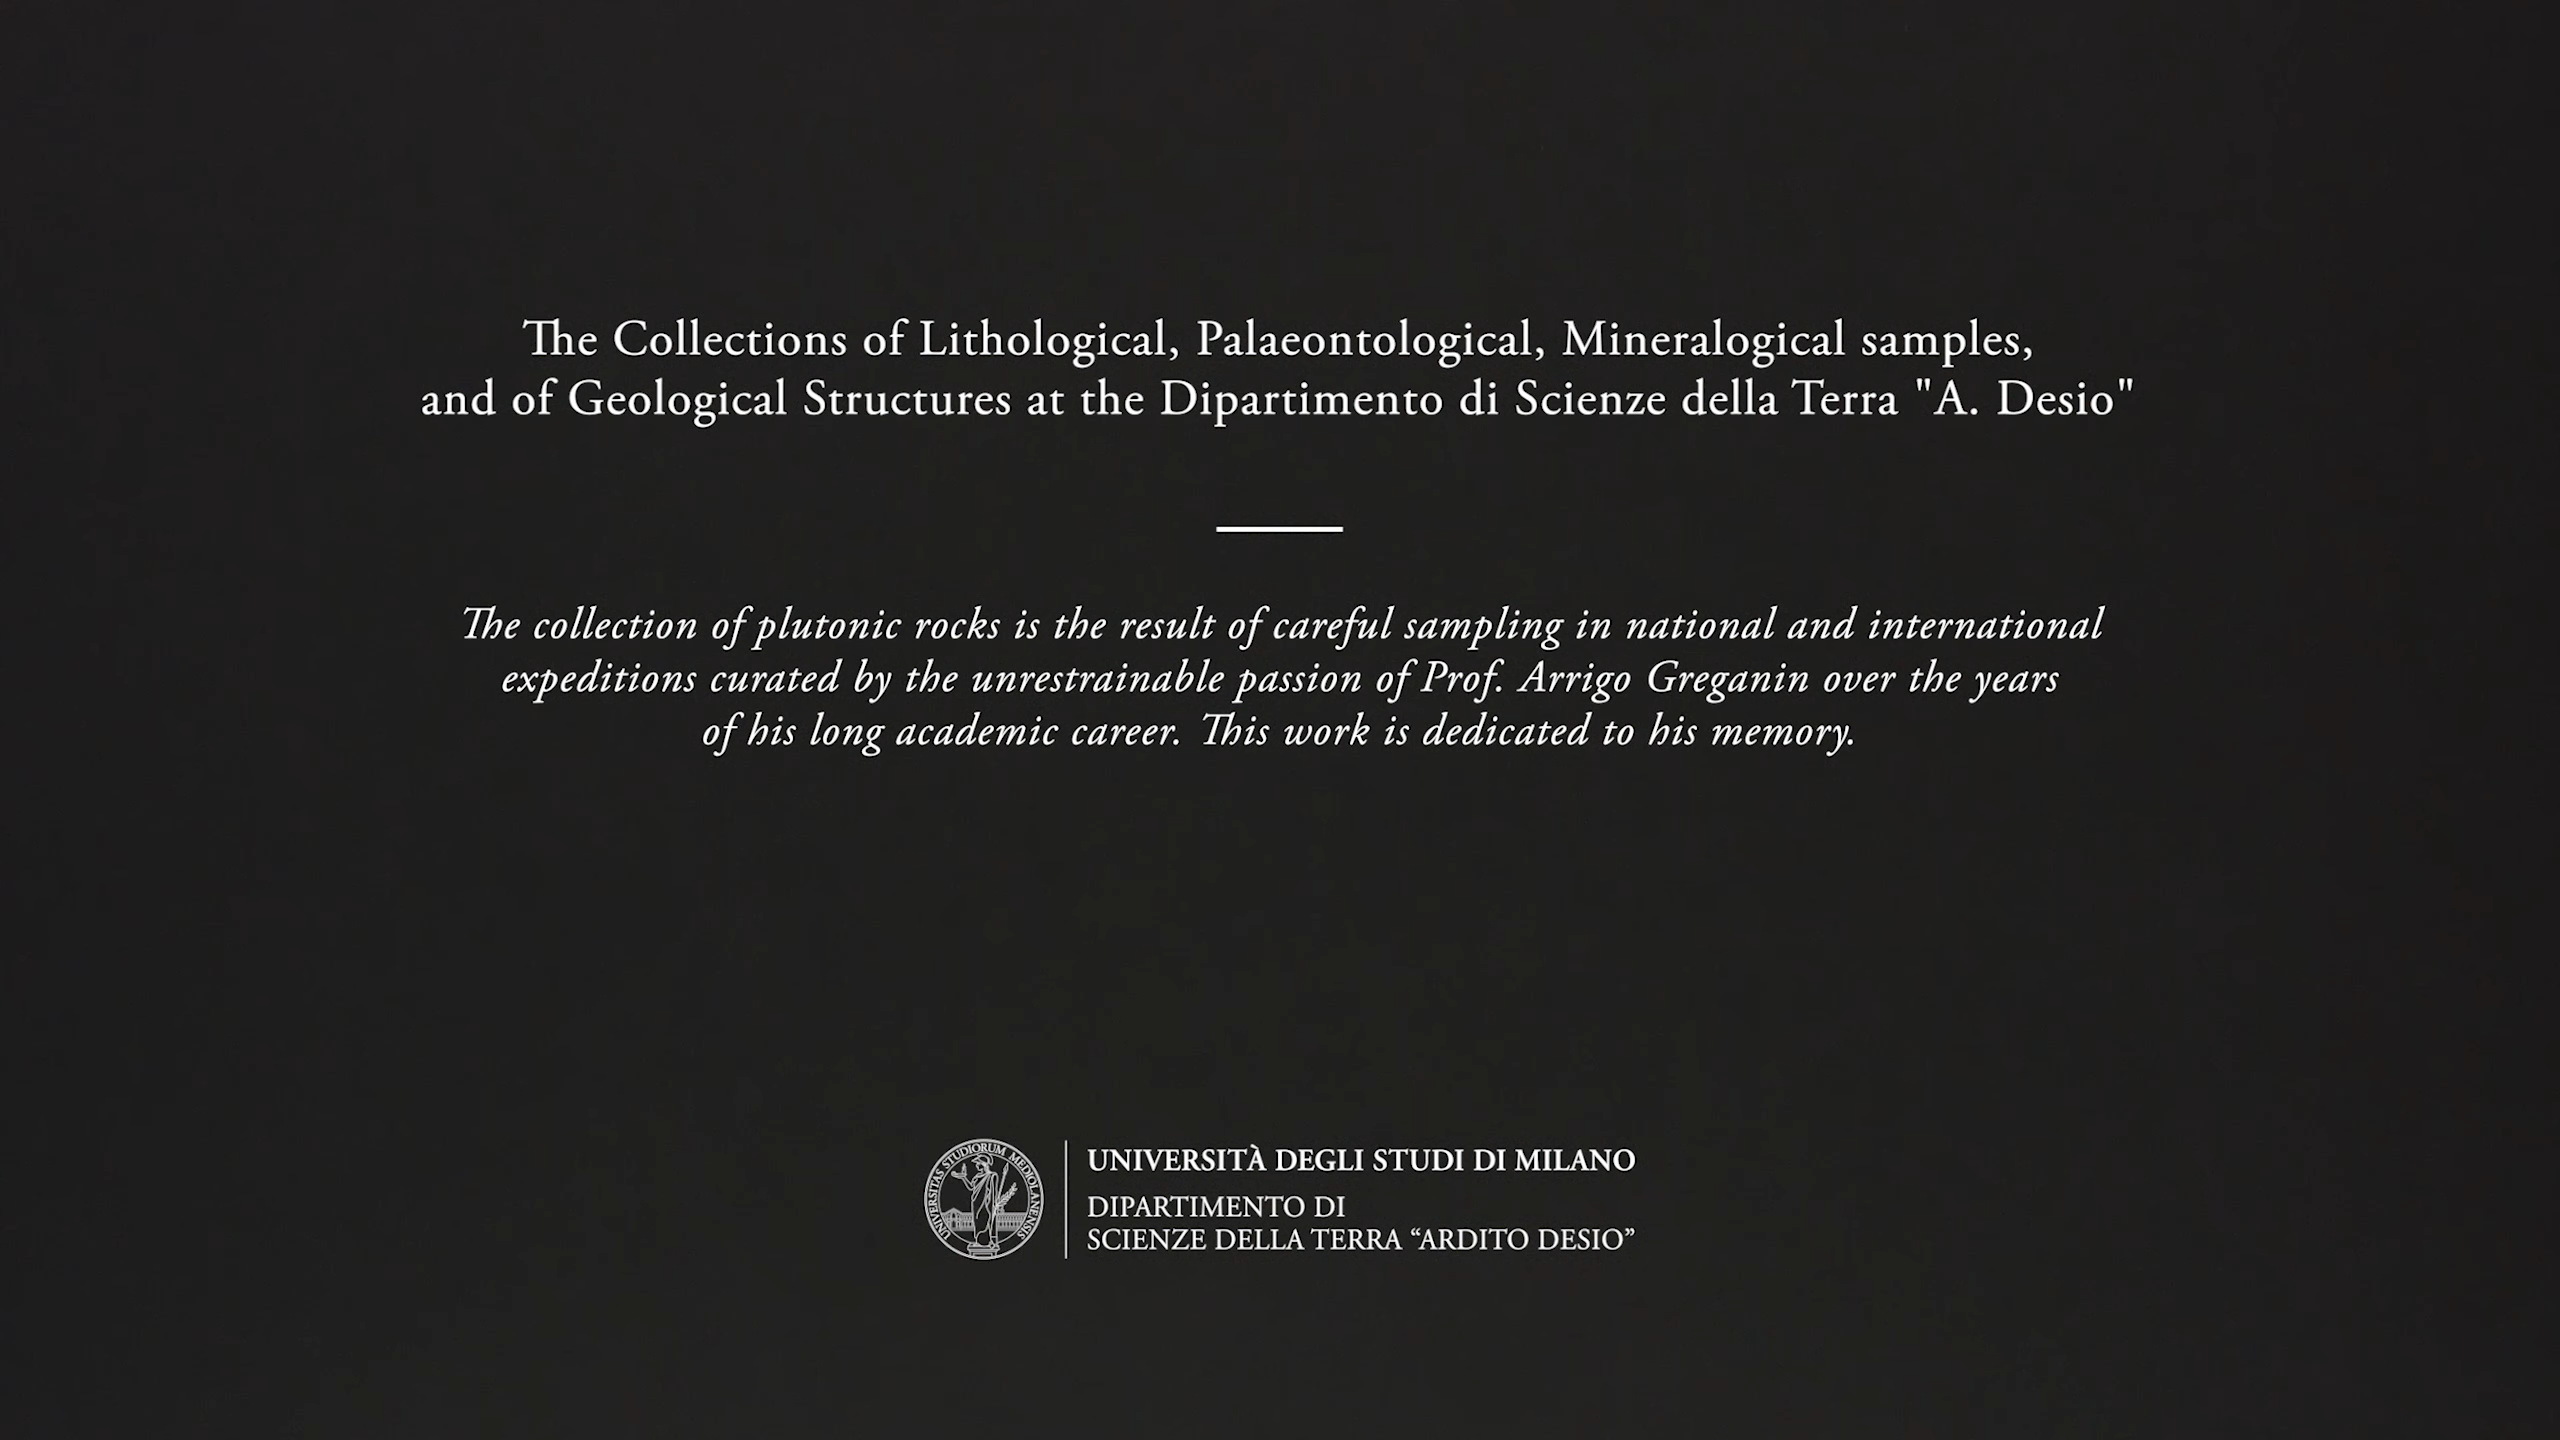 The Collections of Lithological, Palaeontological, Mineralogical samples,
and of Geological Structures at the Dipartimento di Scienze della Terra "A. Desio"
The collection of plutonic rocks is the result of careful sampling in national and international
expeditions curated by the unrestrainable passion of Prof. Arrigo Greganin over the years
of his long academic career. This work is dedicated to his memory.
UNIVERSITAS STUDIORUM MEDIOLANENSIS
UNIVERSITÀ DEGLI STUDI DI MILANO
DIPARTIMENTO DI
SCIENZE DELLA TERRA “ARDITO DESIO”